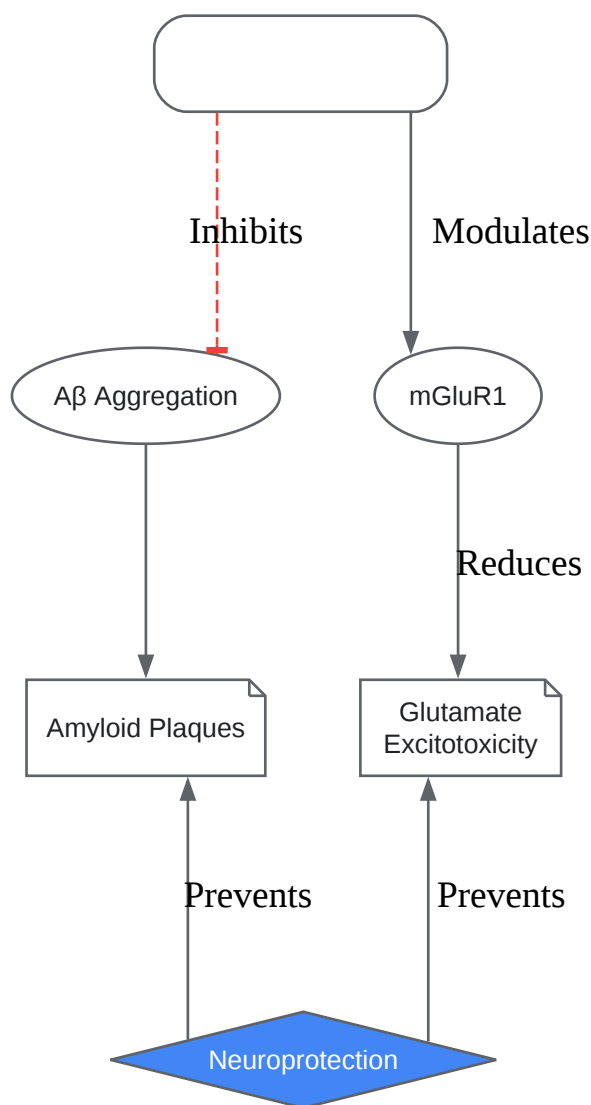 Inhibits
Modulates
Aβ Aggregation
mGluR1
Reduces
Amyloid Plaques
Glutamate
Excitotoxicity
Prevents
Prevents
Neuroprotection